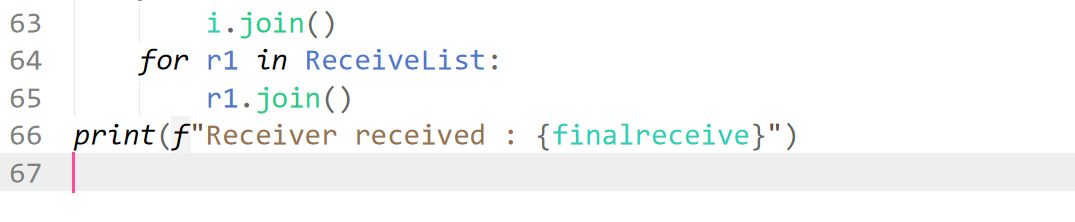 63 i.join()
64 for r1 in ReceiveList:
65 r1.join()
66 print(f"Receiver received : {finalreceive}")
67